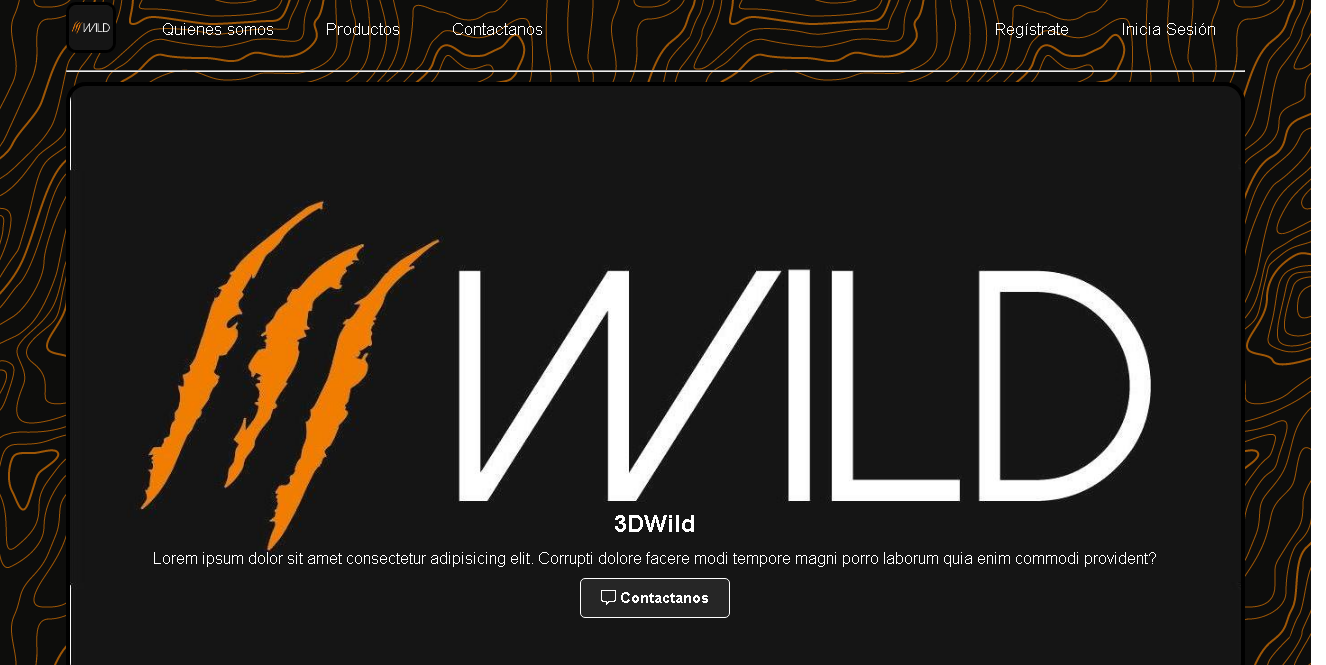 WILD
Quienes somos
Productos
Contactanos
Regístrate
Inicia Sesión
WILD
3DWild
Lorem ipsum dolor sit amet consectetur adipisicing elit. Corrupti dolore facere modi tempore magni porro laborum quia enim commodi provident?
Contactanos